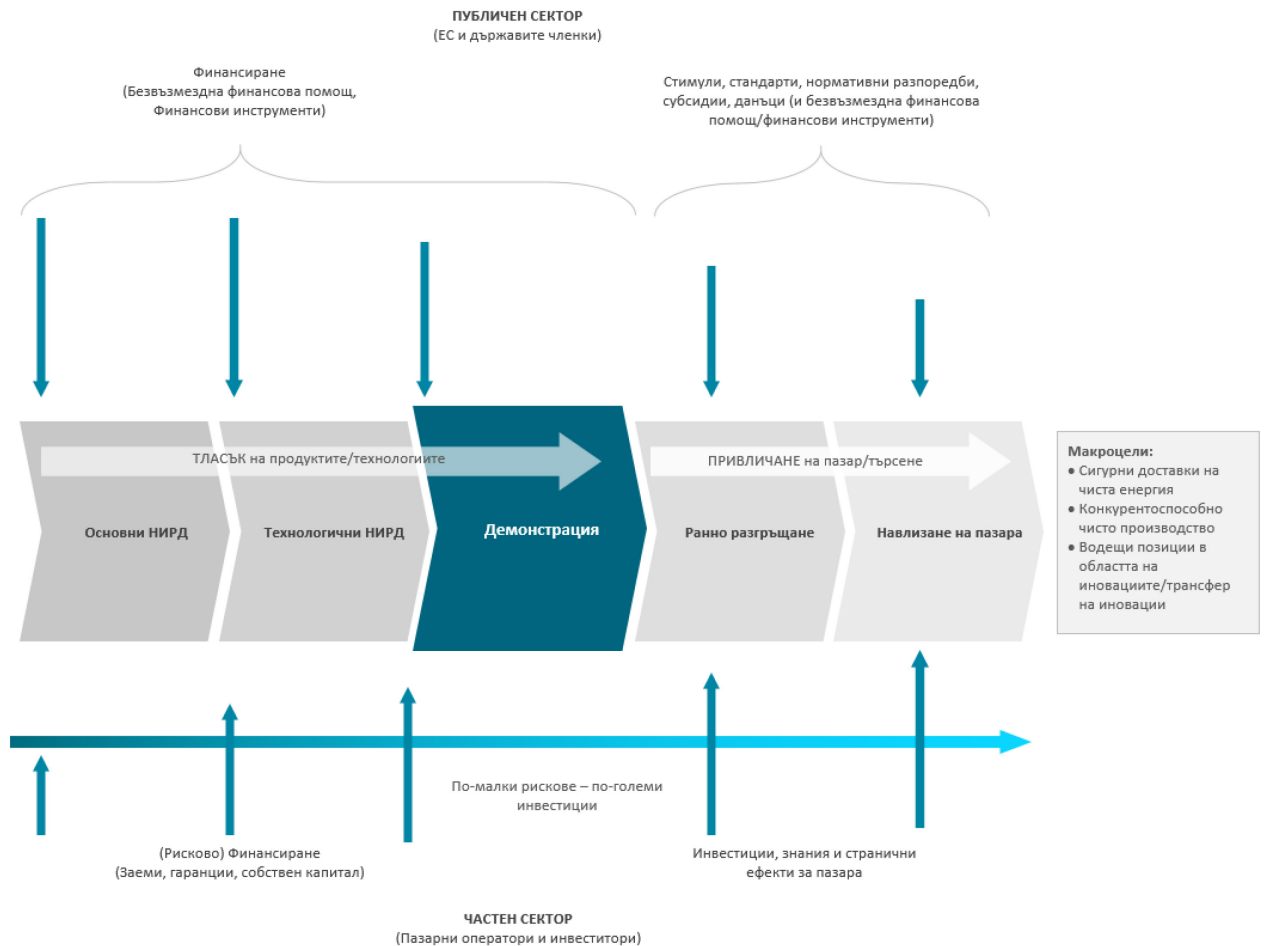 ПУБЛИЧЕН СЕКТОР
(ЕС и държавите членки)
Финансиране
(Безвъзмездна финансова помощ,
Финансови инструменти)
Стимули, стандарти, нормативни разпоредби,
субсидии, данъци (и безвъзмездна финансова
помощ/финансови инструменти)
ТЛАСЪК на продуктите/технологиите
ПРИВЛИЧАНЕ на пазар/търсене
Основни НИРД
Технологични НИРД
Демонстрация
Ранно разгръщане
Навлизане на пазара
Макроцели:
• Сигурни доставки на
чиста енергия
• Конкурентоспособно
чисто производство
• Водещи позиции в
областта на
иновациите/трансфер
на иновации
По-малки рискове – по-големи
инвестиции
(Рисково) Финансиране
(Заеми, гаранции, собствен капитал)
Инвестиции, знания и странични
ефекти за пазара
ЧАСТЕН СЕКТОР
(Пазарни оператори и инвеститори)